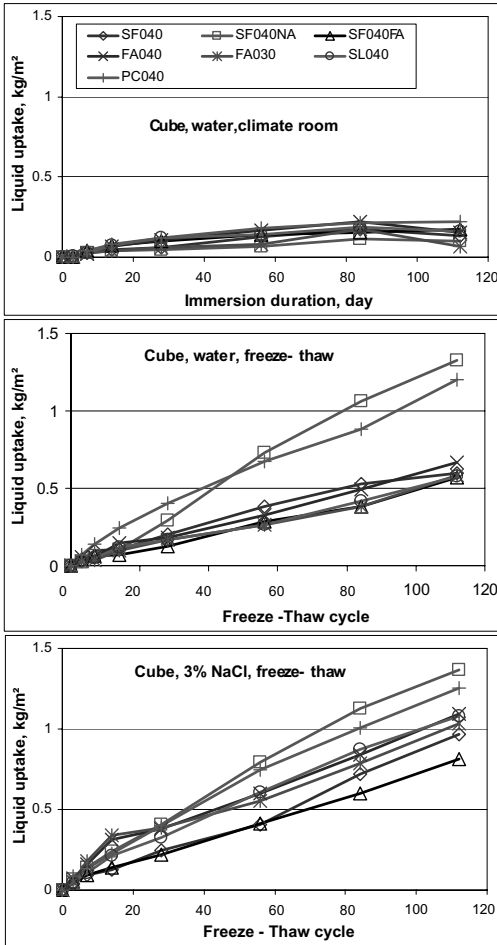 SF040 SF040NA SF040FA
FA040 FA030 SL040
PC040
Liquid uptake, kg/m²
1
0.5
0
Cube, water,climate room
0 20 40 60 80 100 120
Immersion duration, day
Cube, water, freeze- thaw
Liquid uptake, kg/m²
1.5
1
0.5
0
0 20 40 60 80 100 120
Freeze -Thaw cycle
Cube, 3% NaCl, freeze- thaw
Liquid uptake, kg/m²
1.5
1
0.5
0
0 20 40 60 80 100 120
Freeze - Thaw cycle